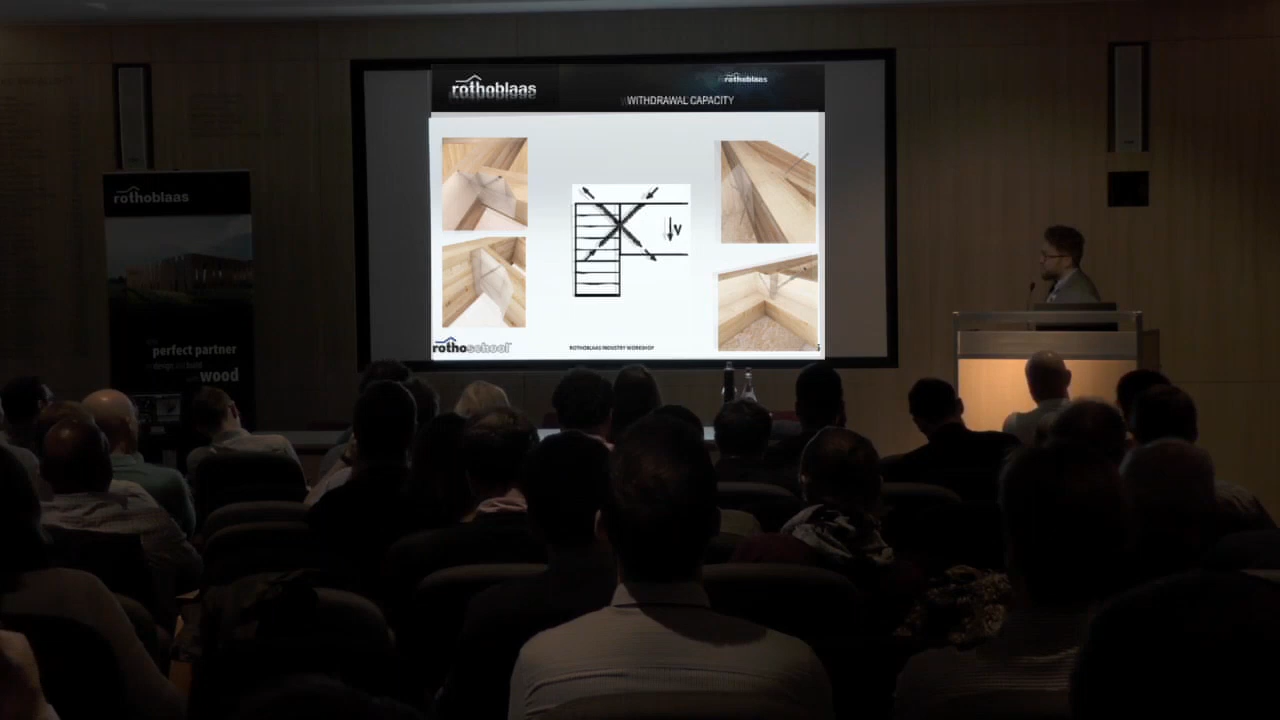 rothoblaas
rothoblaas
WITHDRAWAL CAPACITY
V
rothoschool
ROTHOBLAAS INDUSTRY WORKSHOP
rothoblaas
perfect partner
wood